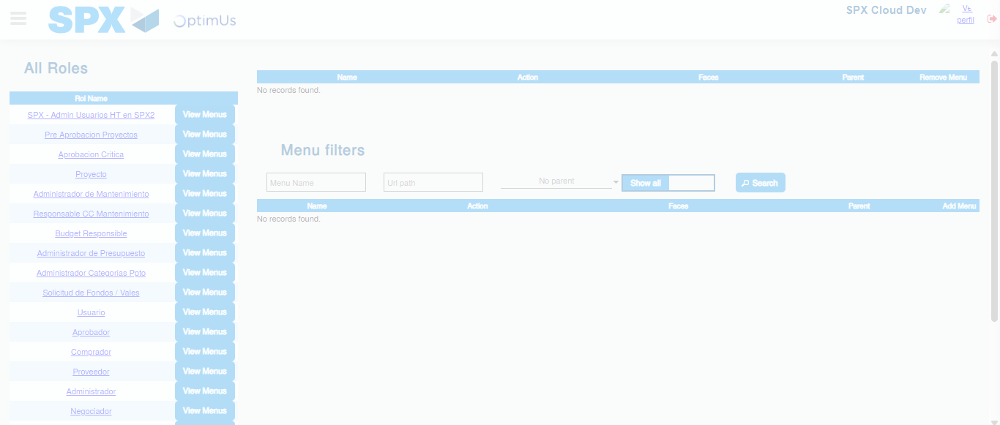 SPX OptimUs
SPX Cloud Dev
perfil
All Roles
Rol Name
SPX - Admin Usuarios HT en SPX2 View Menus
Pre Aprobacion Proyectos View Menus
Aprobacion Critica View Menus
Proyecto View Menus
Administrador de Mantenimiento View Menus
Responsable CC Mantenimiento View Menus
Budget Responsible View Menus
Administrador de Presupuesto View Menus
Administrador Categorias Ppto View Menus
Solicitud de Fondos / Vales View Menus
Usuario View Menus
Aprobador View Menus
Comprador View Menus
Proveedor View Menus
Administrador View Menus
Negociador View Menus
Name Action Faces Parent Remove Menu
No records found.
Menu filters
Menu Name Url path No parent Show all Search
Name Action Faces Parent Add Menu
No records found.